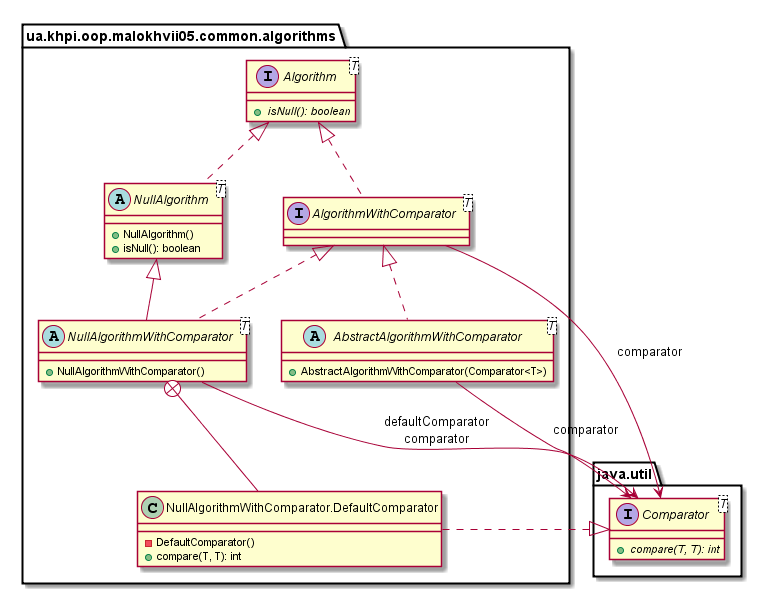 ua.khpi.oop.malokhvii05.common.algorithms
I Algorithm T
isNull(): boolean
A NullAlgorithm T
NullAlgorithm()
isNull(): boolean
I AlgorithmWithComparator T
A NullAlgorithmWithComparator T
NullAlgorithmWithComparator()
A AbstractAlgorithmWithComparator T
AbstractAlgorithmWithComparator(Comparator<T>)
comparator
defaultComparator
comparator
comparator
java.util
C NullAlgorithmWithComparator.DefaultComparator
DefaultComparator()
compare(T, T): int
I Comparator T
compare(T, T): int